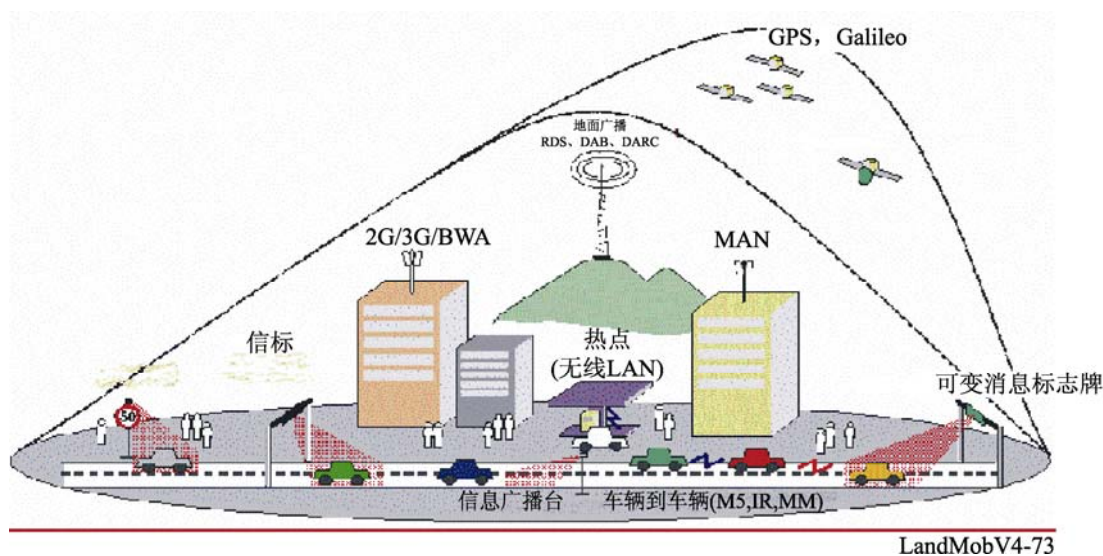 GPS，Galileo
地面广播
RDS、DAB、DARC
2G/3G/BWA
MAN
信标
热点
(无线LAN)
可变消息标志牌
50
信息广播台
车辆到车辆(M5,IR,MM)
LandMobV4-73